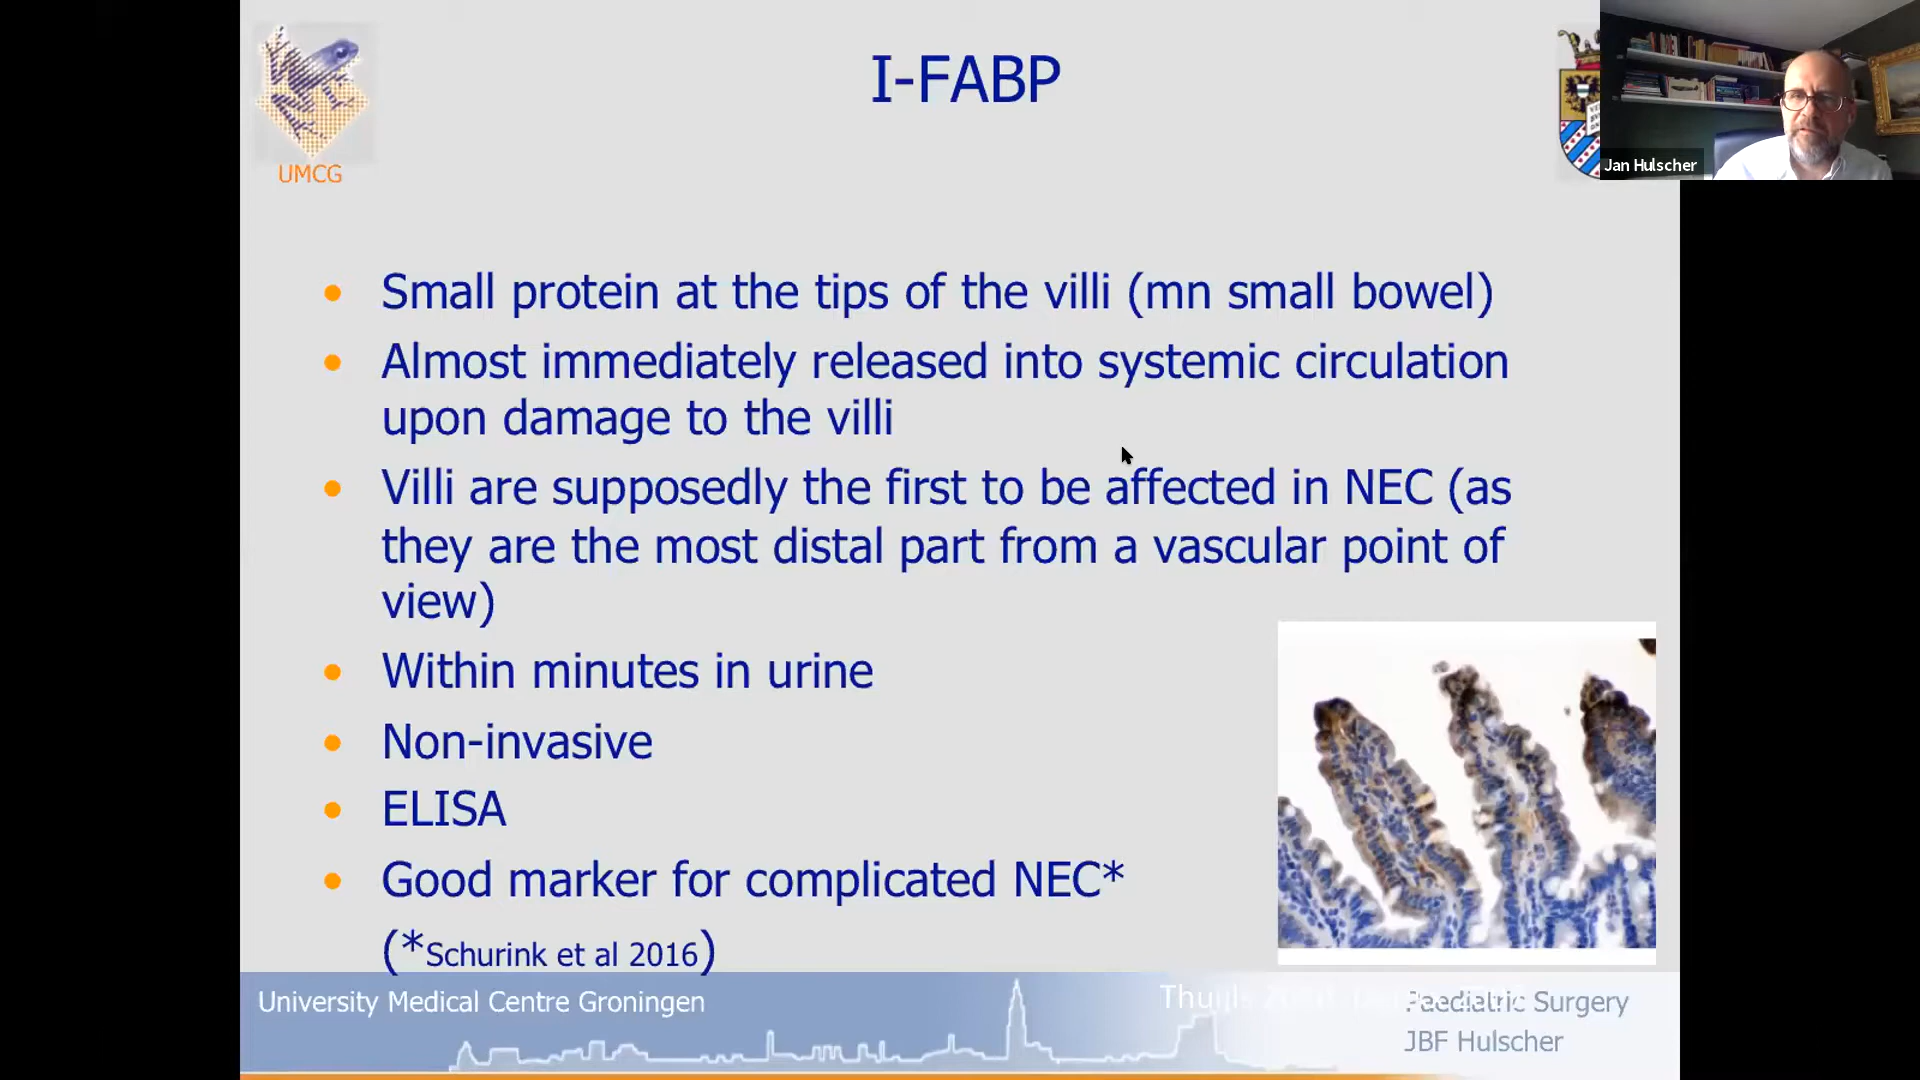 I-FABP
UMCG
Jan Hulscher
• Small protein at the tips of the villi (mn small bowel)
• Almost immediately released into systemic circulation
upon damage to the villi
• Villi are supposedly the first to be affected in NEC (as
they are the most distal part from a vascular point of
view)
• Within minutes in urine
• Non-invasive
• ELISA
• Good marker for complicated NEC*
(*Schurink et al 2016)
University Medical Centre Groningen
Paediatric Surgery
JBF Hulscher